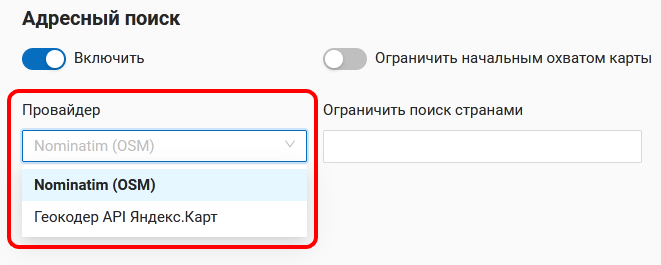 Адресный поиск
Включить
Ограничить начальным охватом карты
Провайдер
Ограничить поиск странами
Nominatim (OSM)
Nominatim (OSM)
Геокодер API Яндекс.Карт